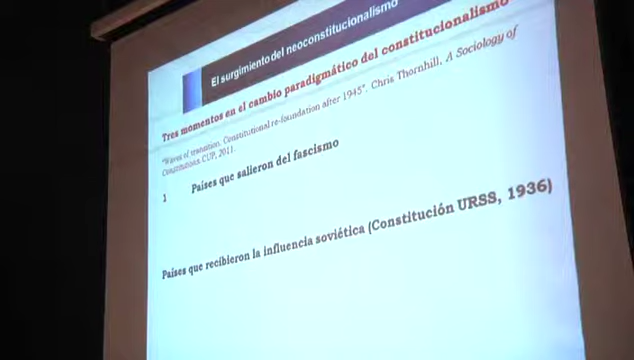 El surgimiento del neoconstitucionalismo
Tres momentos en el cambio paradigmático del constitucionalismo
"Waves of transition. Constitutional re-foundation after 1945". Chris Thornhill, A Sociology of
Constitutions. CUP, 2011.
1 Países que salieron del fascismo
Países que recibieron la influencia soviética (Constitución URSS, 1936)